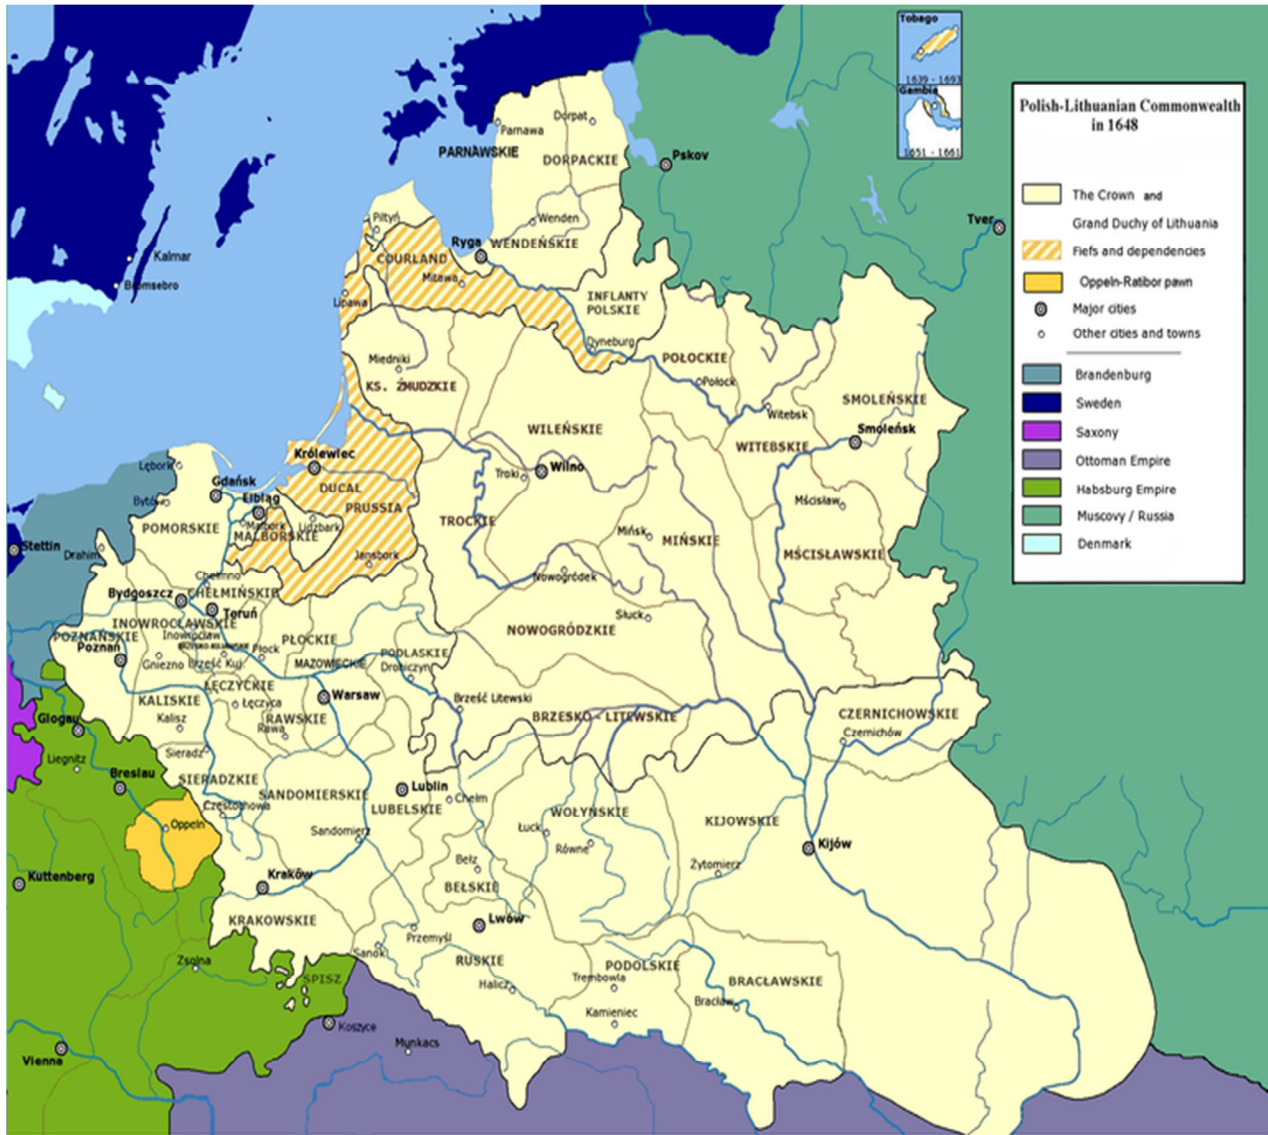 Tobago
1639 - 1693
Gambia
1651 - 1661
Polish-Lithuanian Commonwealth
in 1648
The Crown and
Grand Duchy of Lithuania
Fiefs and dependencies
Oppeln-Ratibor pawn
Major cities
Other cities and towns
Brandenburg
Sweden
Saxony
Ottoman Empire
Habsburg Empire
Muscovy / Russia
Denmark
Parnawa
Dorpat
PARNAWSKIE
DORPACKIE
Pskov
Tver
Piltyń
Wenden
Ryga
WENDEŃSKIE
Kalmar
COURLAND
Mitawa
Bromsebro
Lipawa
INFLANTY
POLSKIE
Dyneburg
Miedniki
KS. ŻMUDZKIE
POŁOCKIE
Połock
Witebsk
SMOLEŃSKIE
WILEŃSKIE
Smoleńsk
WITEBSKIE
Królewiec
Lębork
Troki
Wilno
Gdańsk
DUCAL
PRUSSIA
Elbląg
Bytów
Mścisław
POMORSKIE
Malbork
Lidzbark
MALBORSKIE
TROCKIE
Mińsk
MIŃSKIE
Stettin
Drahim
Jansbork
MŚCISŁAWSKIE
Chełmno
Nowogródek
Bydgoszcz
CHEŁMIŃSKIE
Toruń
Słuck
INOWROCŁAWSKIE
Inowrocław
POZNAŃSKIE
PŁOCKIE
NOWOGRÓDZKIE
Poznań
BRZESKO-KUJAWSKIE
Płock
PODLASKIE
Gniezno
Brześć Kuj.
MAZOWIECKIE
Drohiczyn
ŁĘCZYCKIE
Warsaw
Brześć Litewski
KALISKIE
Łęczyca
BRZESKO - LITEWSKIE
CZERNICHOWSKIE
Glogau
Kalisz
RAWSKIE
Rawa
Czernichów
Sieradz
Liegnitz
Breslau
SIERADZKIE
SANDOMIERSKIE
Lublin
LUBELSKIE
Chełm
Częstochowa
WOŁYŃSKIE
Oppeln
Sandomierz
Łuck
KIJOWSKIE
Równe
Kijów
Bełz
Żytomierz
Kuttenberg
Kraków
BEŁSKIE
KRAKOWSKIE
Lwów
Przemyśl
Sanok
Zsolna
RUSKIE
PODOLSKIE
SPISZ
Halicz
Trembowla
BRACŁAWSKIE
Bracław
Kamieniec
Koszyce
Munkacs
Vienna